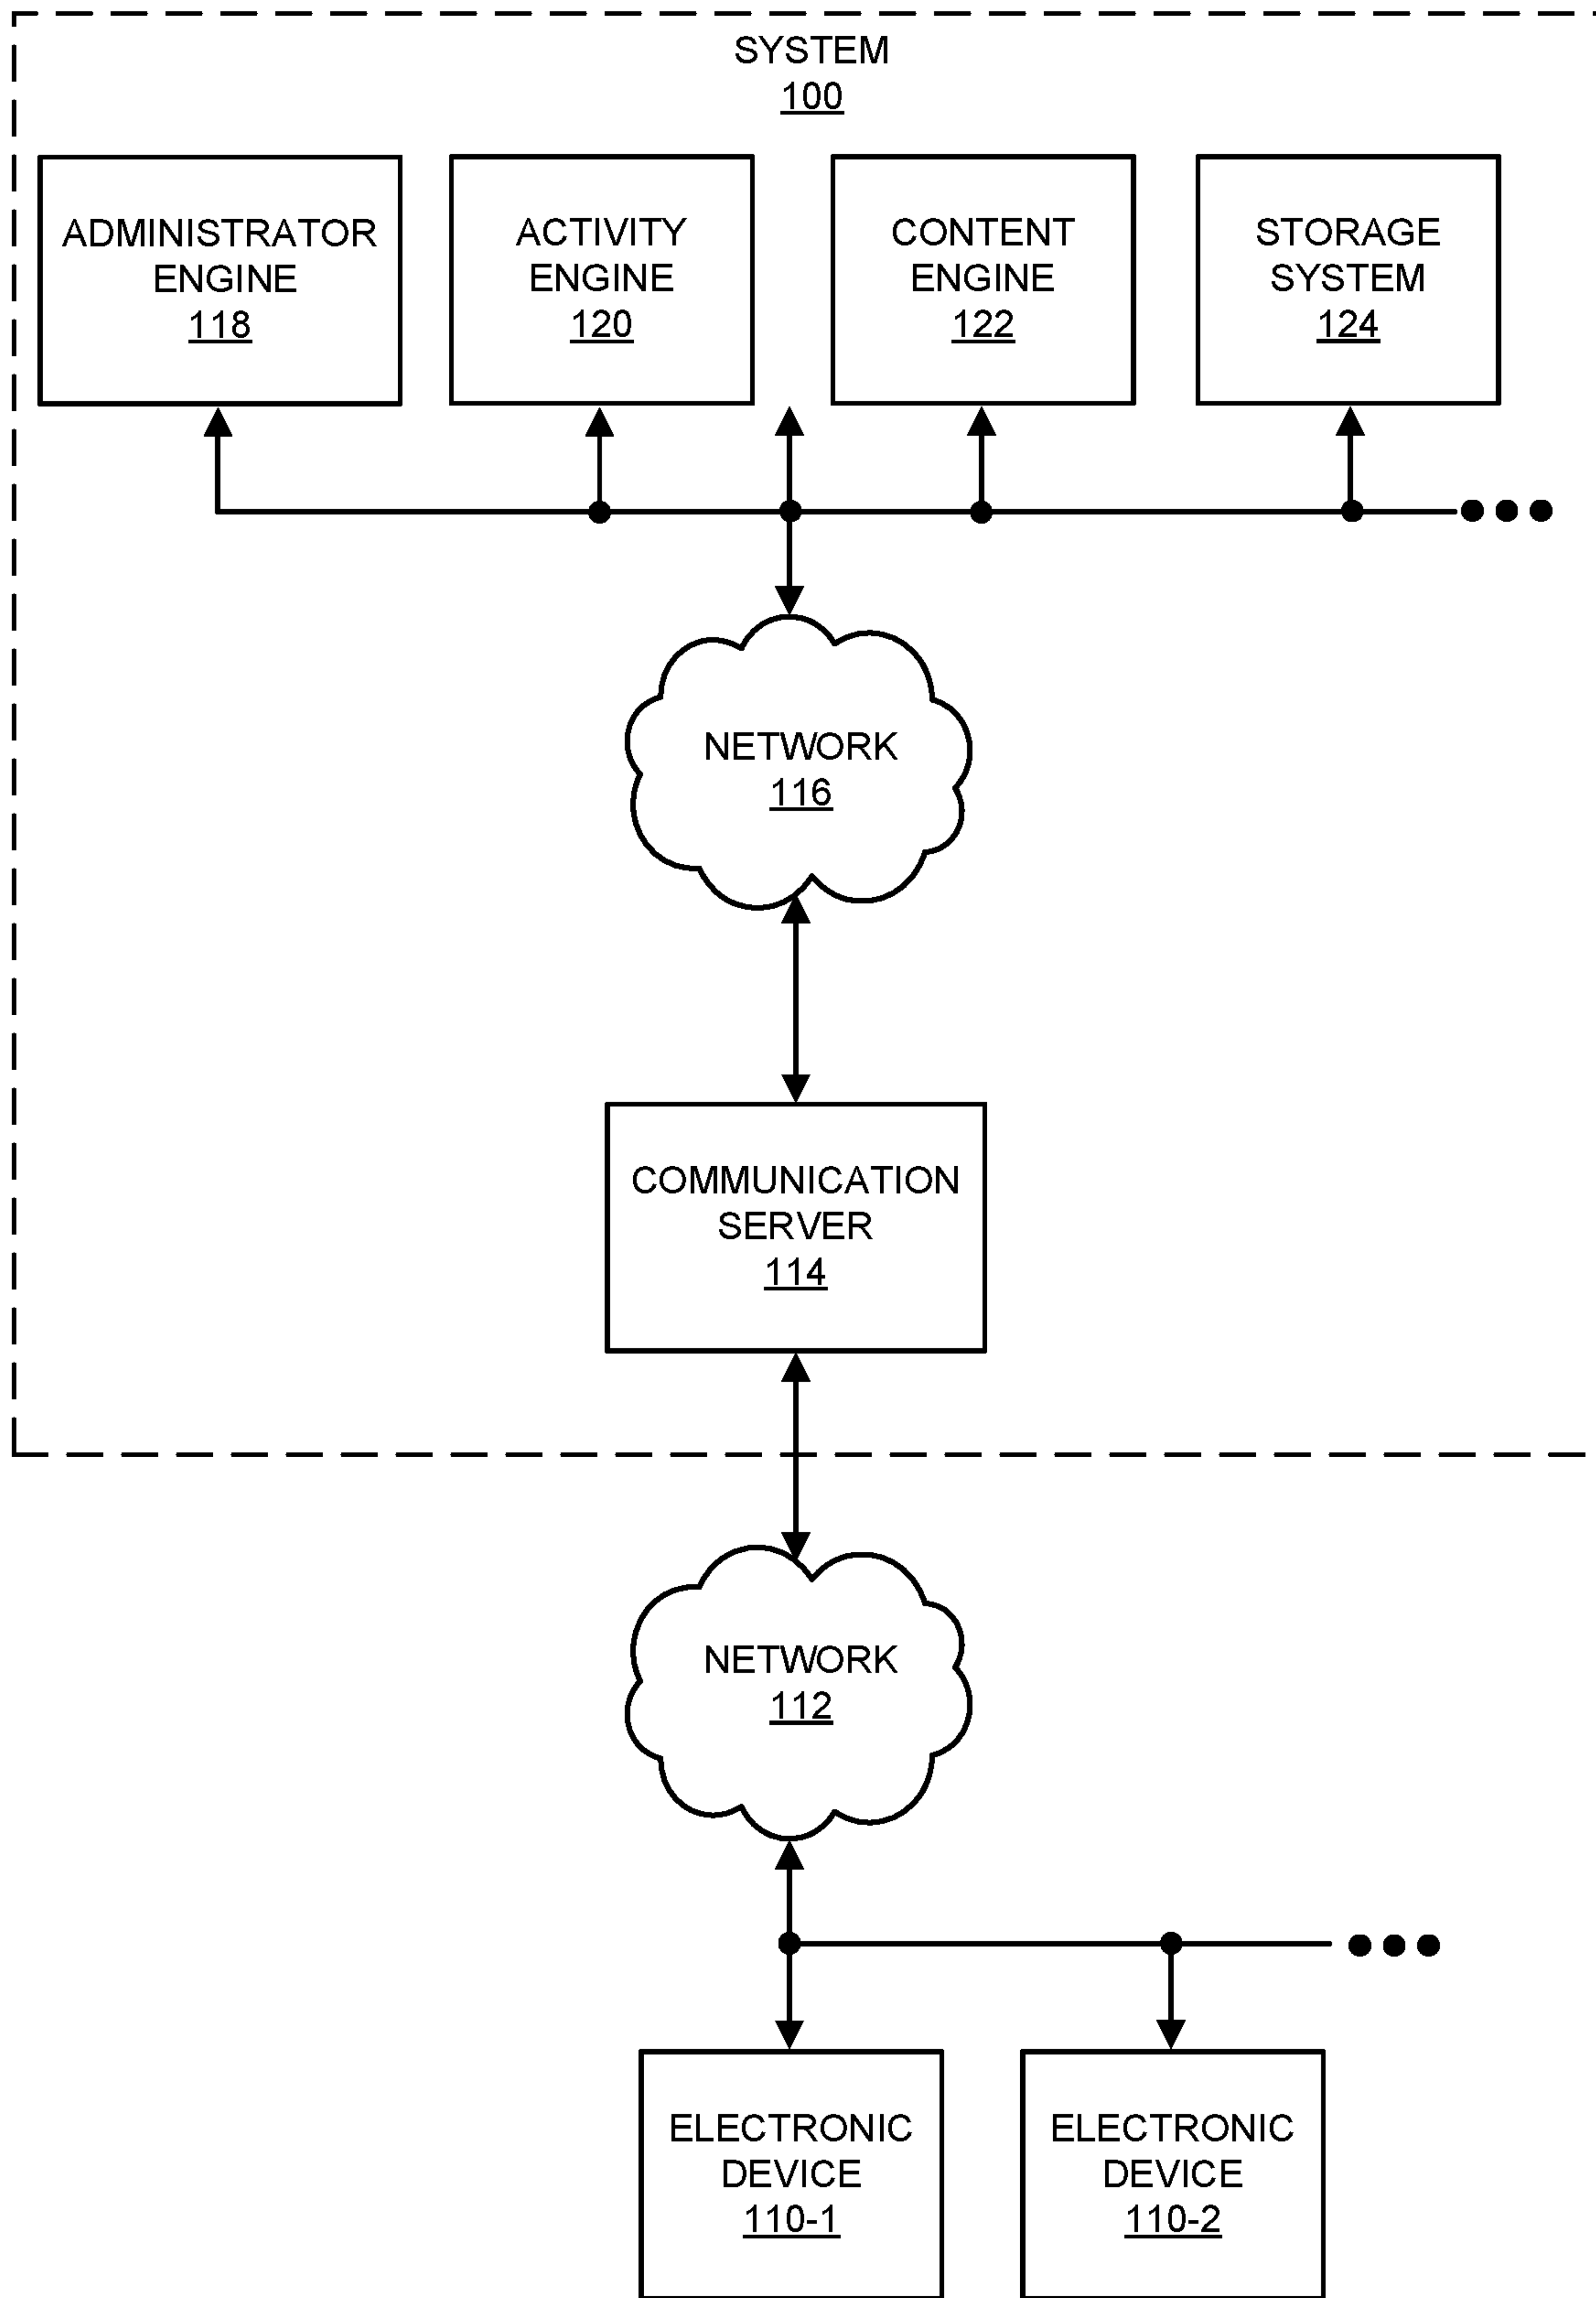 SYSTEM
100
ADMINISTRATOR
ENGINE
118
ACTIVITY
ENGINE
120
CONTENT
ENGINE
122
STORAGE
SYSTEM
124
NETWORK
116
COMMUNICATION
SERVER
114
NETWORK
112
ELECTRONIC
DEVICE
110-1
ELECTRONIC
DEVICE
110-2